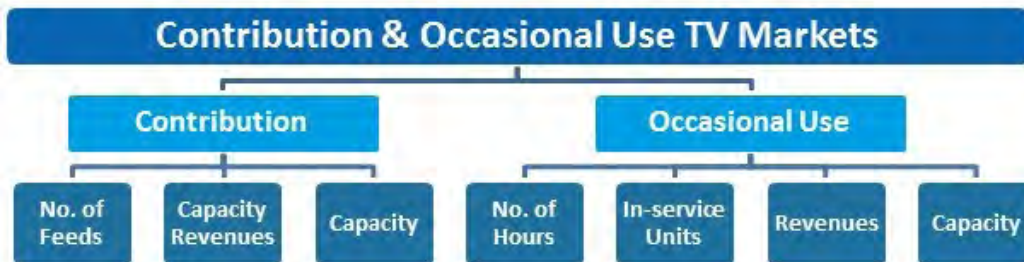 Contribution & Occasional Use TV Markets
Contribution
Occasional Use
No. of
Feeds
Capacity
Revenues
Capacity
No. of
Hours
In-service
Units
Revenues
Capacity